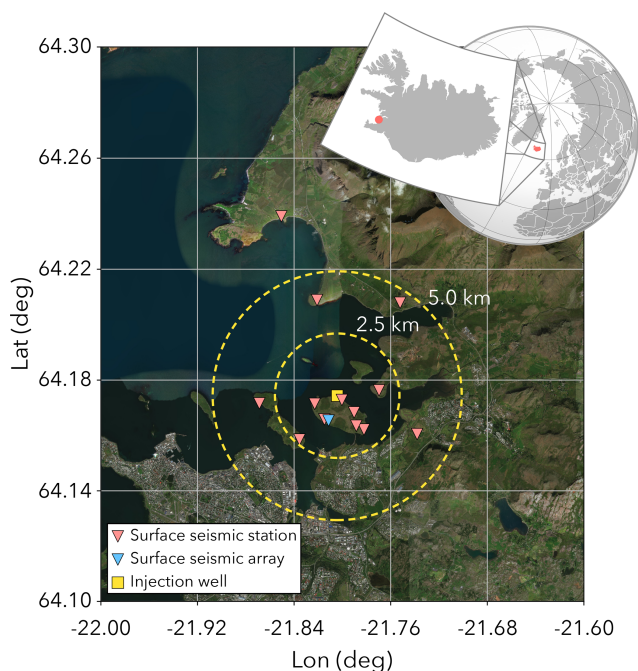 64.30
64.26
64.22
64.18
64.14
64.10
Lat (deg)
5.0 km
2.5 km
Surface seismic station
Surface seismic array
Injection well
-22.00 -21.92 -21.84 -21.76 -21.68 -21.60
Lon (deg)